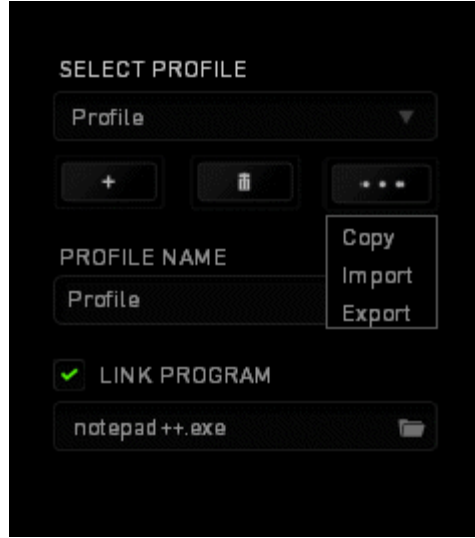 SELECT PROFILE
Profile
+
Copy
Import
Export
PROFILE NAME
Profile
LINK PROGRAM
notepad++.exe